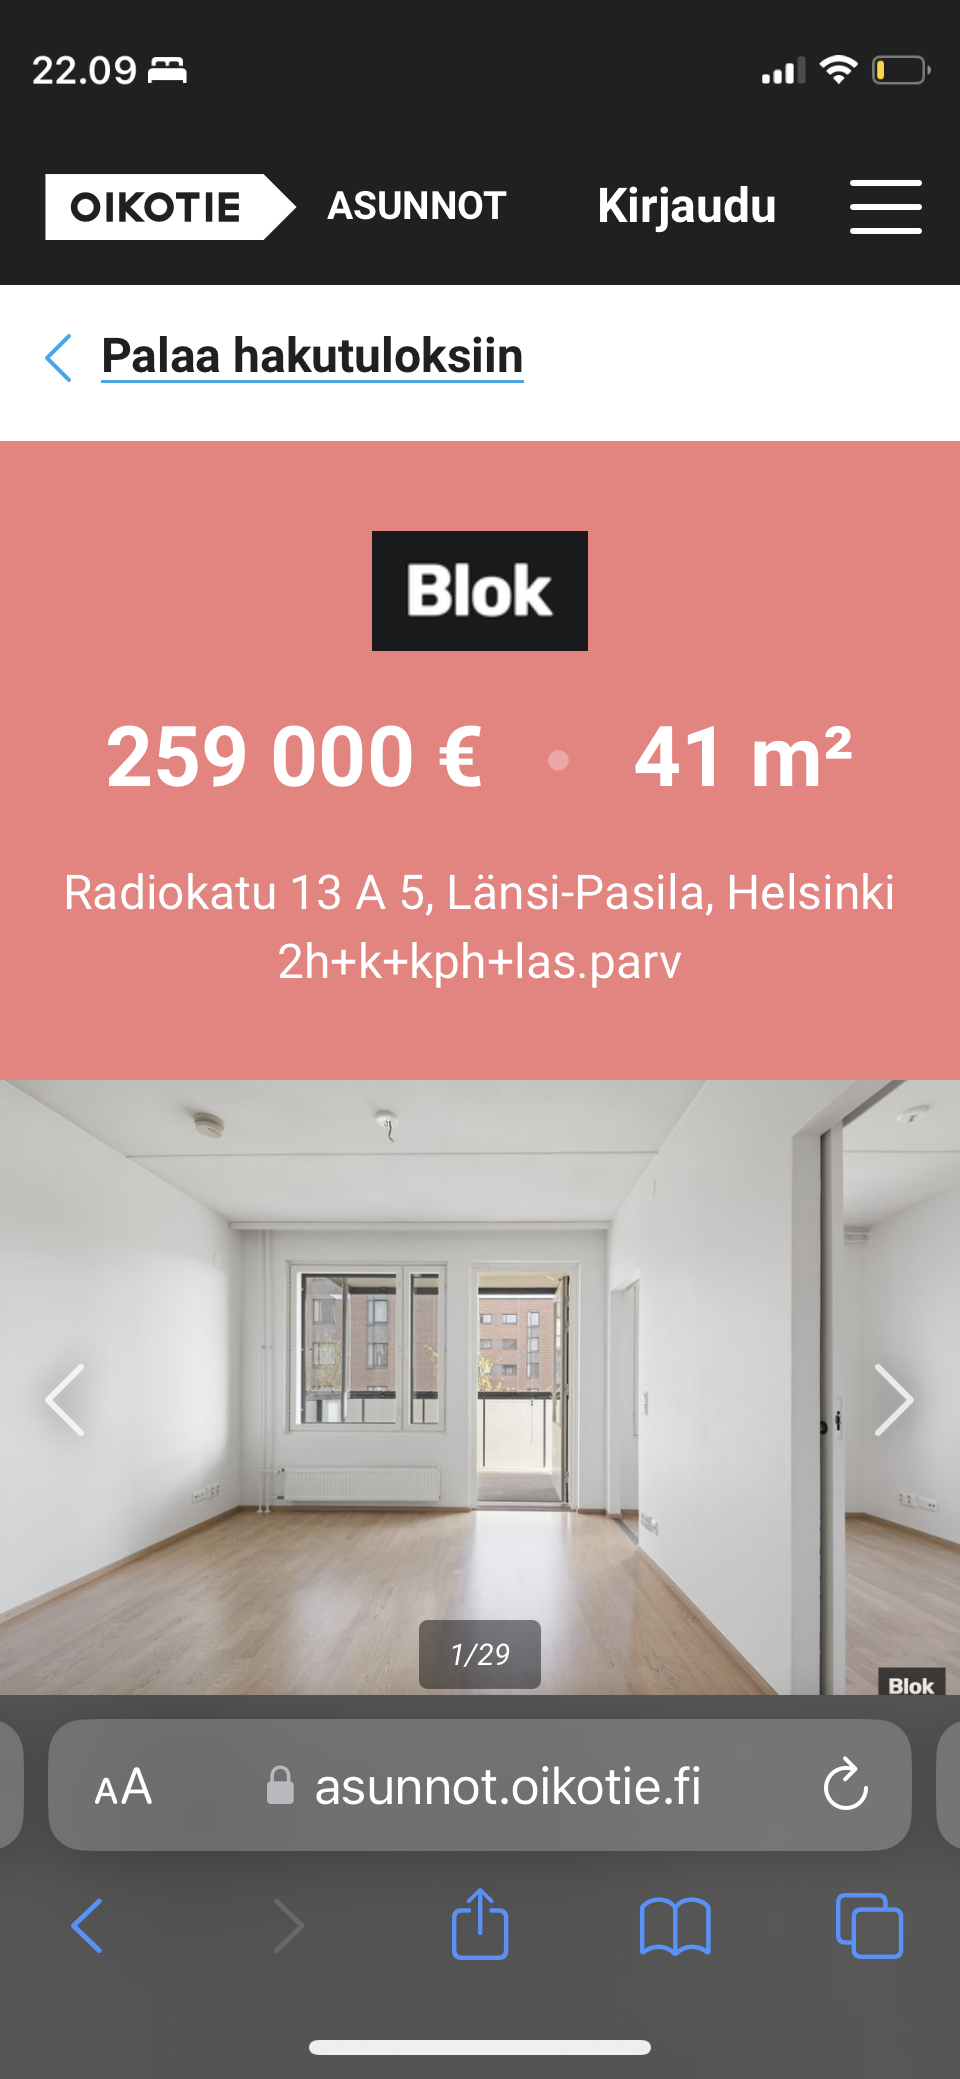 22.09
OIKOTIE ASUNNOT Kirjaudu
Palaa hakutuloksiin
Blok
259 000 € • 41 m²
Radiokatu 13 A 5, Länsi-Pasila, Helsinki
2h+k+kph+las.parv
1/29
Blok
AA asunnot.oikotie.fi